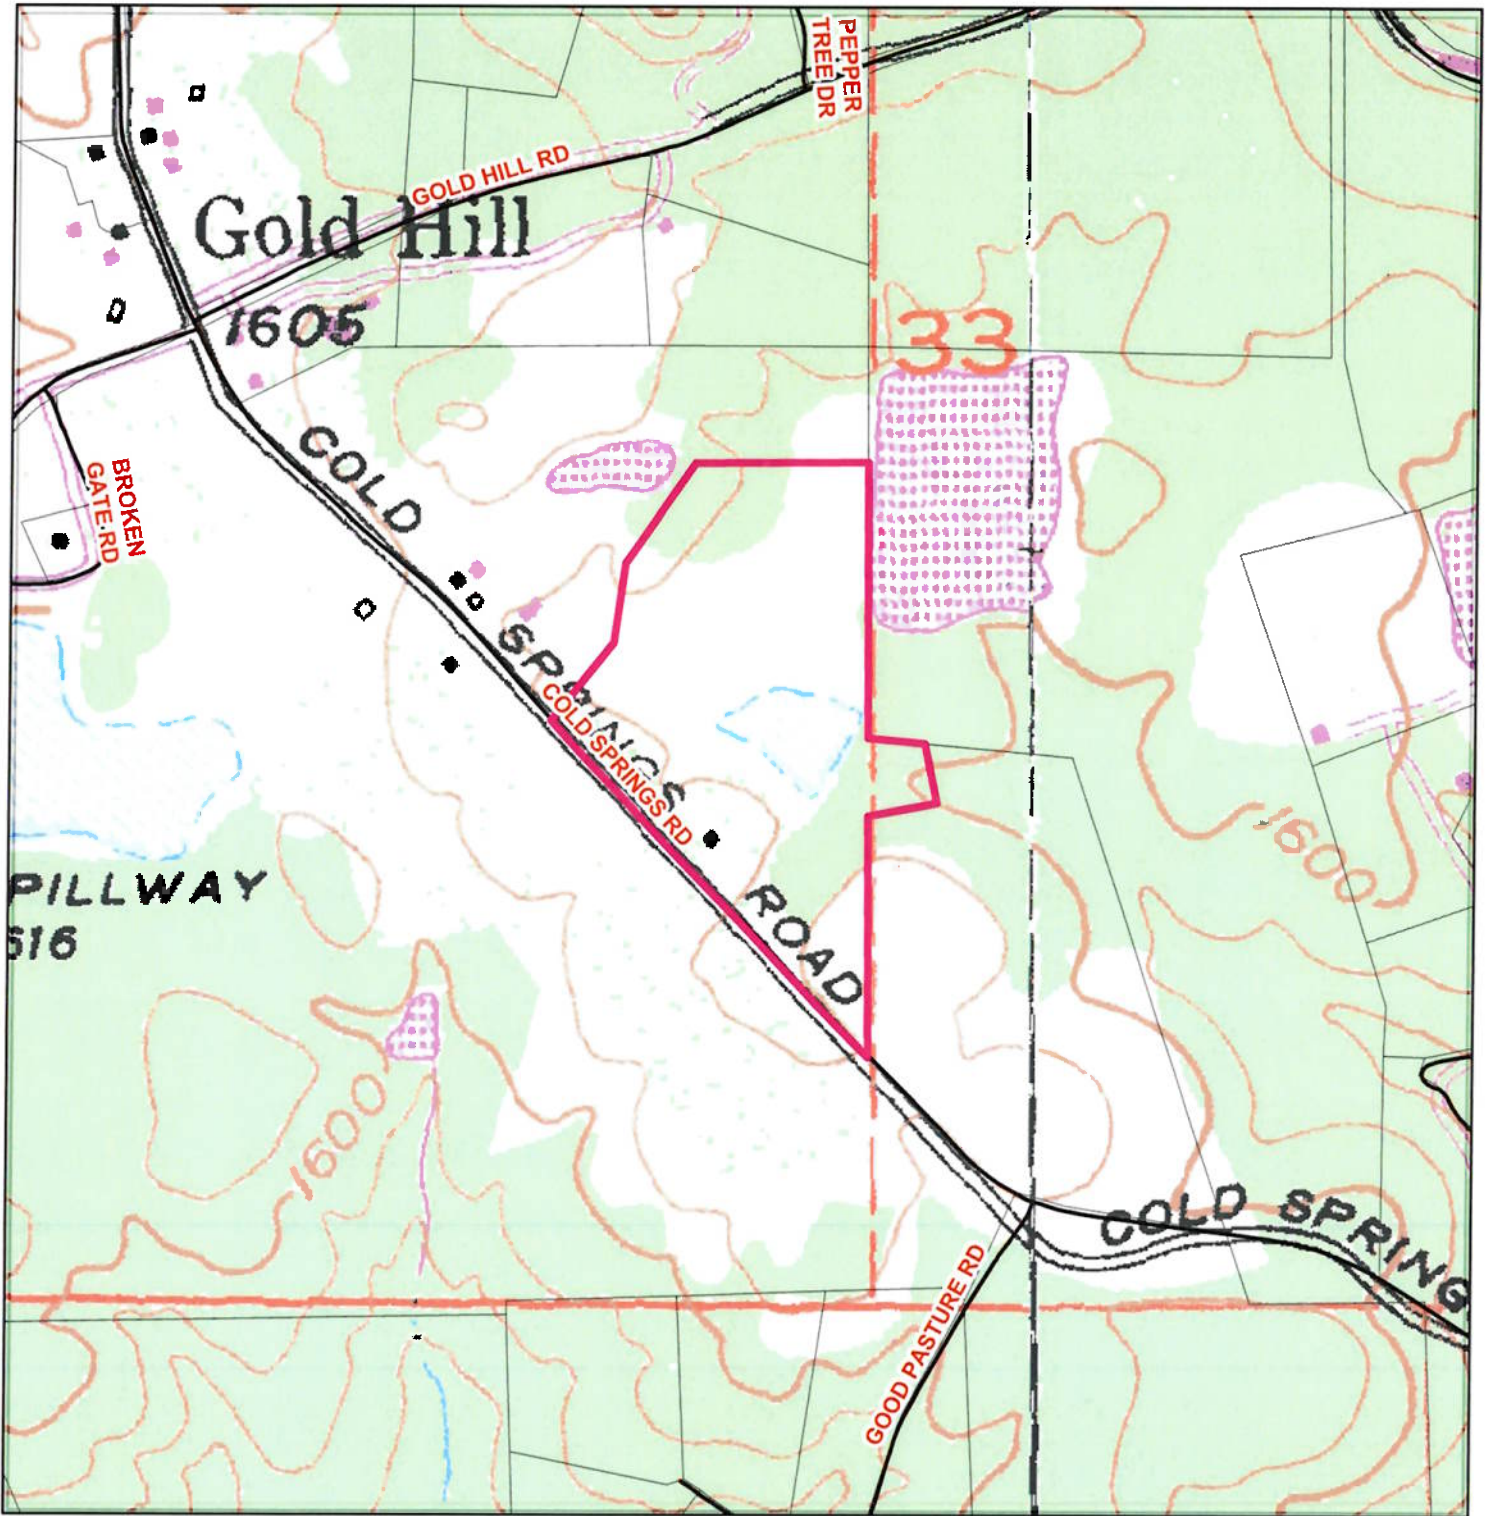 PEPPER
TREE DR
GOLD HILL RD
Gold Hill
1605
33
COLD
SPRINGS
ROAD
BROKEN
GATE RD
COLD SPRINGS RD
PILLWAY
616
1600
1600
COLD SPRING
GOOD PASTURE RD